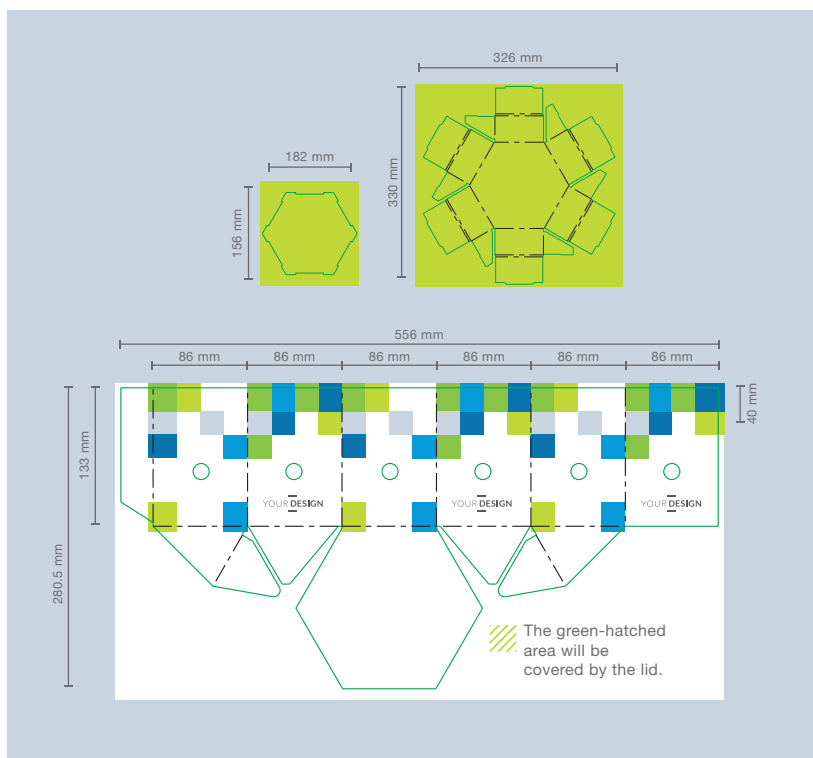 326 mm
182 mm
330 mm
156 mm
556 mm
86 mm 86 mm 86 mm 86 mm 86 mm 86 mm
40 mm
133 mm
280.5 mm
YOUR DESIGN YOUR DESIGN YOUR DESIGN
The green-hatched
area will be
covered by the lid.